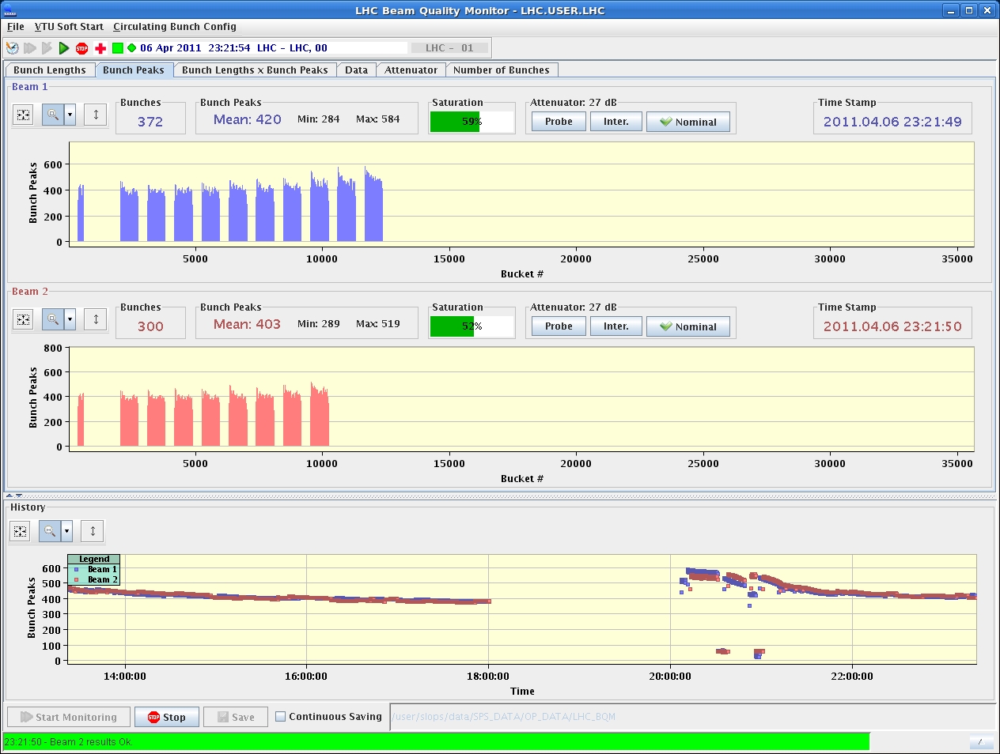 LHC Beam Quality Monitor - LHC.USER.LHC
File VTU Soft Start Circulating Bunch Config
STOP 06 Apr 2011 23:21:54 LHC - LHC, 00 LHC - 01
Bunch Lengths Bunch Peaks Bunch Lengths x Bunch Peaks Data Attenuator Number of Bunches
Beam 1
Bunches Bunch Peaks Saturation Attenuator: 27 dB Time Stamp
372 Mean: 420 Min: 284 Max: 584 59% Probe Inter. Nominal 2011.04.06 23:21:49
Bunch Peaks
600
400
200
0
5000 10000 15000 20000 25000 30000 35000
Bucket #
Beam 2
Bunches Bunch Peaks Saturation Attenuator: 27 dB Time Stamp
300 Mean: 403 Min: 289 Max: 519 52% Probe Inter. Nominal 2011.04.06 23:21:50
Bunch Peaks
800
600
400
200
0
5000 10000 15000 20000 25000 30000 35000
Bucket #
History
Legend
Beam 1
Beam 2
Bunch Peaks
600
500
400
300
200
100
0
14:00:00 16:00:00 18:00:00 20:00:00 22:00:00
Time
Start Monitoring STOP Stop Save Continuous Saving /user/slops/data/SPS_DATA/OP_DATA/LHC_BQM
23:21:50 - Beam 2 results Ok.